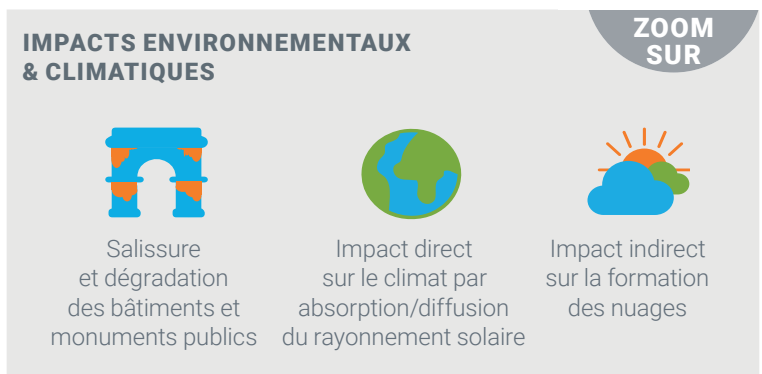 IMPACTS ENVIRONNEMENTAUX
& CLIMATIQUES
ZOOM
SUR
Salissure
et dégradation
des bâtiments et
monuments publics
Impact direct
sur le climat par
absorption/diffusion
du rayonnement solaire
Impact indirect
sur la formation
des nuages